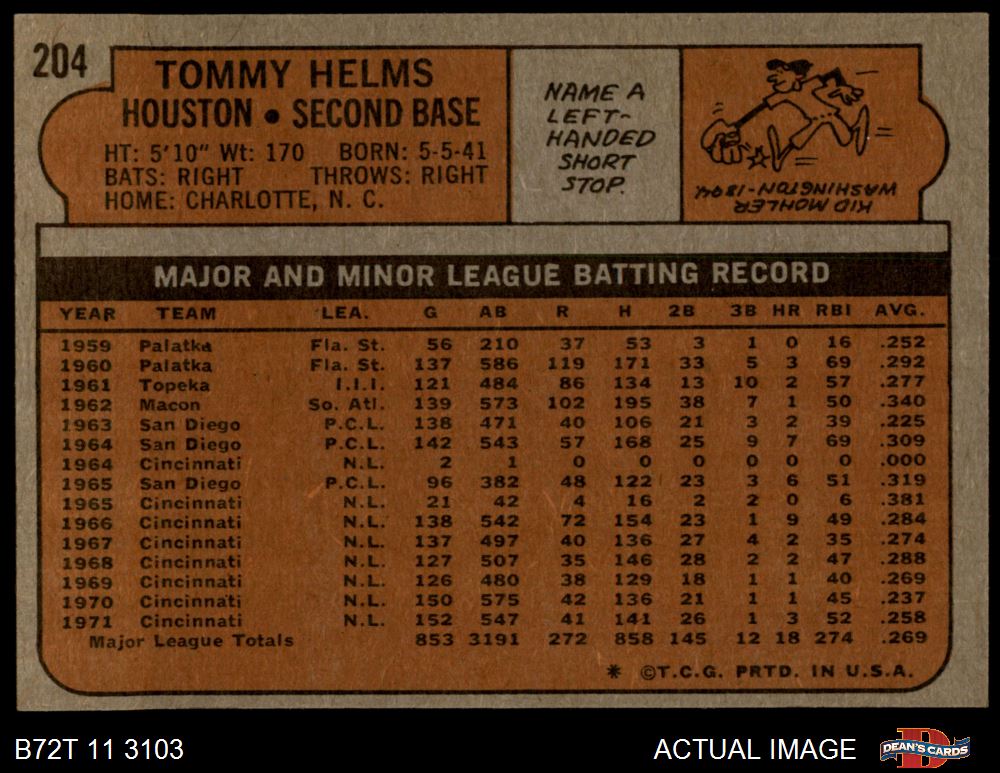 204
TOMMY HELMS
HOUSTON • SECOND BASE
HT: 5'10" Wt: 170 BORN: 5-5-41
BATS: RIGHT THROWS: RIGHT
HOME: CHARLOTTE, N. C.
NAME A
LEFT-
HANDED
SHORT
STOP.
KID MOHLER
WASHINGTON-1894
MAJOR AND MINOR LEAGUE BATTING RECORD
YEAR TEAM LEA. G AB R H 2B 3B HR RBI AVG.
1959 Palatka Fla. St. 56 210 37 53 3 1 0 16 .252
1960 Palatka Fla. St. 137 586 119 171 33 5 3 69 .292
1961 Topeka I.I.I. 121 484 86 134 13 10 2 57 .277
1962 Macon So. Atl. 139 573 102 195 38 7 1 50 .340
1963 San Diego P.C.L. 138 471 40 106 21 3 2 39 .225
1964 San Diego P.C.L. 142 543 57 168 25 9 7 69 .309
1964 Cincinnati N.L. 2 1 0 0 0 0 0 0 .000
1965 San Diego P.C.L. 96 382 48 122 23 3 6 51 .319
1965 Cincinnati N.L. 21 42 4 16 2 2 0 6 .381
1966 Cincinnati N.L. 138 542 72 154 23 1 9 49 .284
1967 Cincinnati N.L. 137 497 40 136 27 4 2 35 .274
1968 Cincinnati N.L. 127 507 35 146 28 2 2 47 .288
1969 Cincinnati N.L. 126 480 38 129 18 1 1 40 .269
1970 Cincinnati N.L. 150 575 42 136 21 1 1 45 .237
1971 Cincinnati N.L. 152 547 41 141 26 1 3 52 .258
Major League Totals 853 3191 272 858 145 12 18 274 .269
* ©T.C.G. PRTD. IN U.S.A.
B72T 11 3103
ACTUAL IMAGE
DEAN'S CARDS